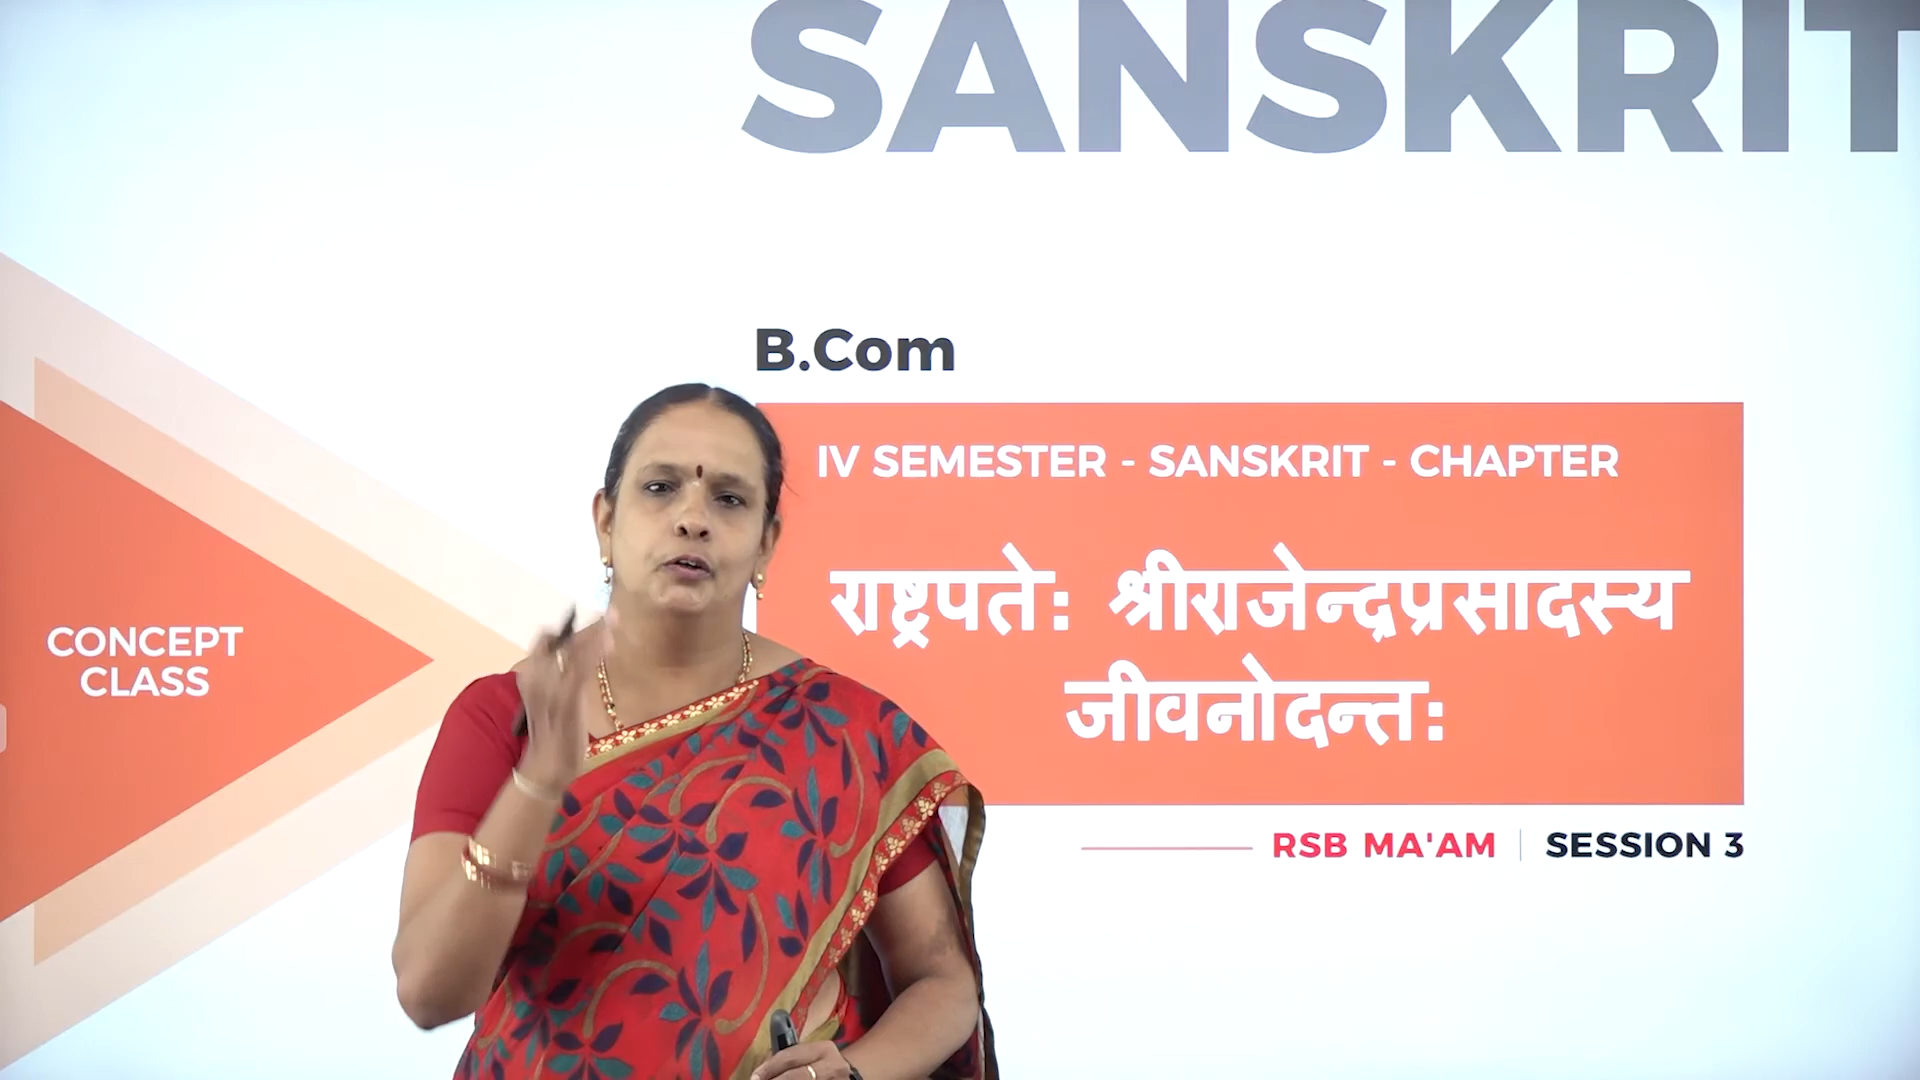 SANSKRIT
B.Com
IV SEMESTER - SANSKRIT - CHAPTER
राष्ट्रपतेः श्रीराजेन्द्रप्रसादस्य
जीवनोदन्तः
CONCEPT
CLASS
RSB MA'AM | SESSION 3